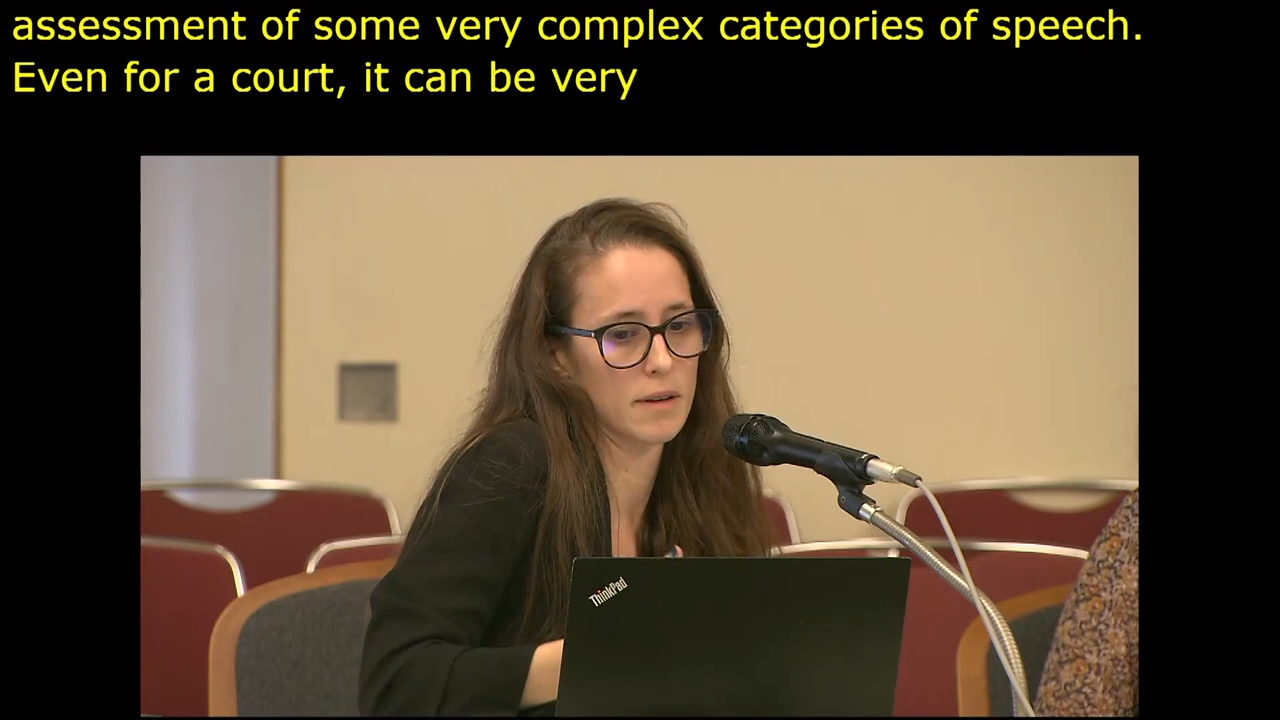 assessment of some very complex categories of speech.
Even for a court, it can be very
ThinkPad